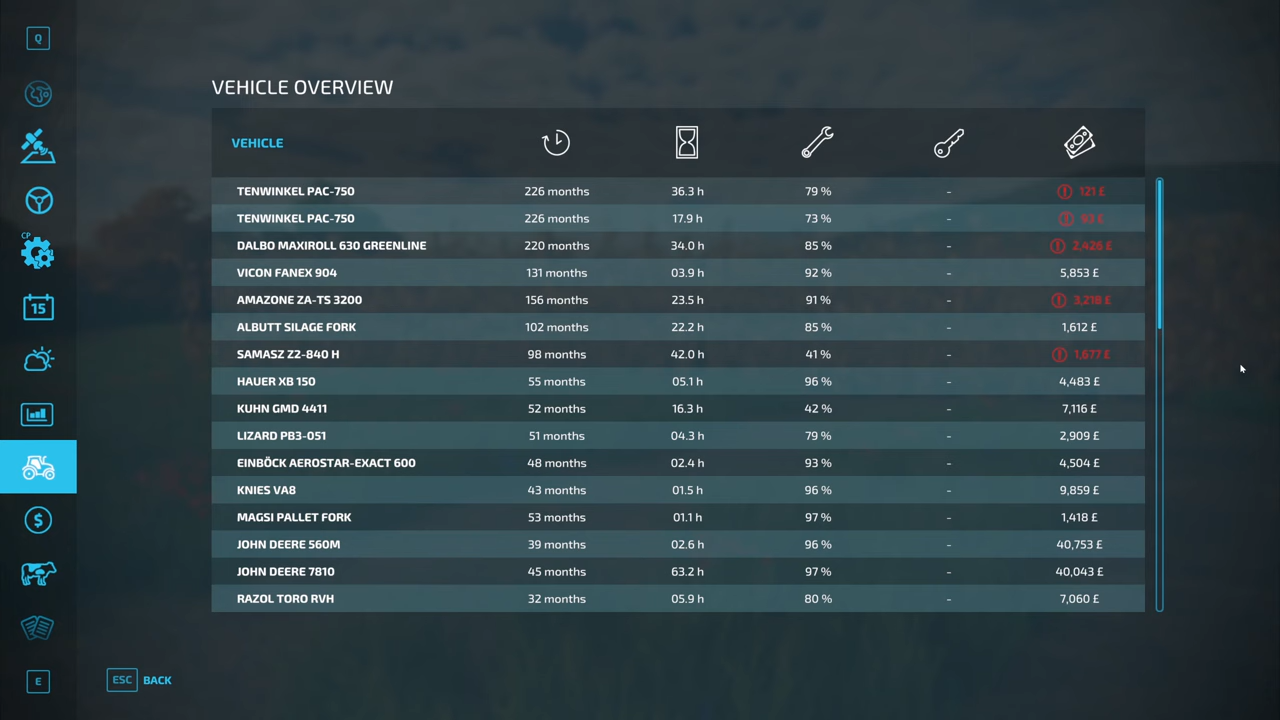 Q
VEHICLE OVERVIEW
VEHICLE
TENWINKEL PAC-750 226 months 36.3 h 79 % - 121 £
TENWINKEL PAC-750 226 months 17.9 h 73 % - 92 £
DALBO MAXIROLL 630 GREENLINE 220 months 34.0 h 85 % - 2,426 £
VICON FANEX 904 131 months 03.9 h 92 % - 5,853 £
AMAZONE ZA-TS 3200 156 months 23.5 h 91 % - 3,218 £
ALBUTT SILAGE FORK 102 months 22.2 h 85 % - 1,612 £
SAMASZ Z2-840 H 98 months 42.0 h 41 % - 1,677 £
HAUER XB 150 55 months 05.1 h 96 % - 4,483 £
KUHN GMD 4411 52 months 16.3 h 42 % - 7,116 £
LIZARD PB3-051 51 months 04.3 h 79 % - 2,909 £
EINBÖCK AEROSTAR-EXACT 600 48 months 02.4 h 93 % - 4,504 £
KNIES VA8 43 months 01.5 h 96 % - 9,859 £
MAGSI PALLET FORK 53 months 01.1 h 97 % - 1,418 £
JOHN DEERE 560M 39 months 02.6 h 96 % - 40,753 £
JOHN DEERE 7810 45 months 63.2 h 97 % - 40,043 £
RAZOL TORO RVH 32 months 05.9 h 80 % - 7,060 £
CP
15
$
E
ESC BACK